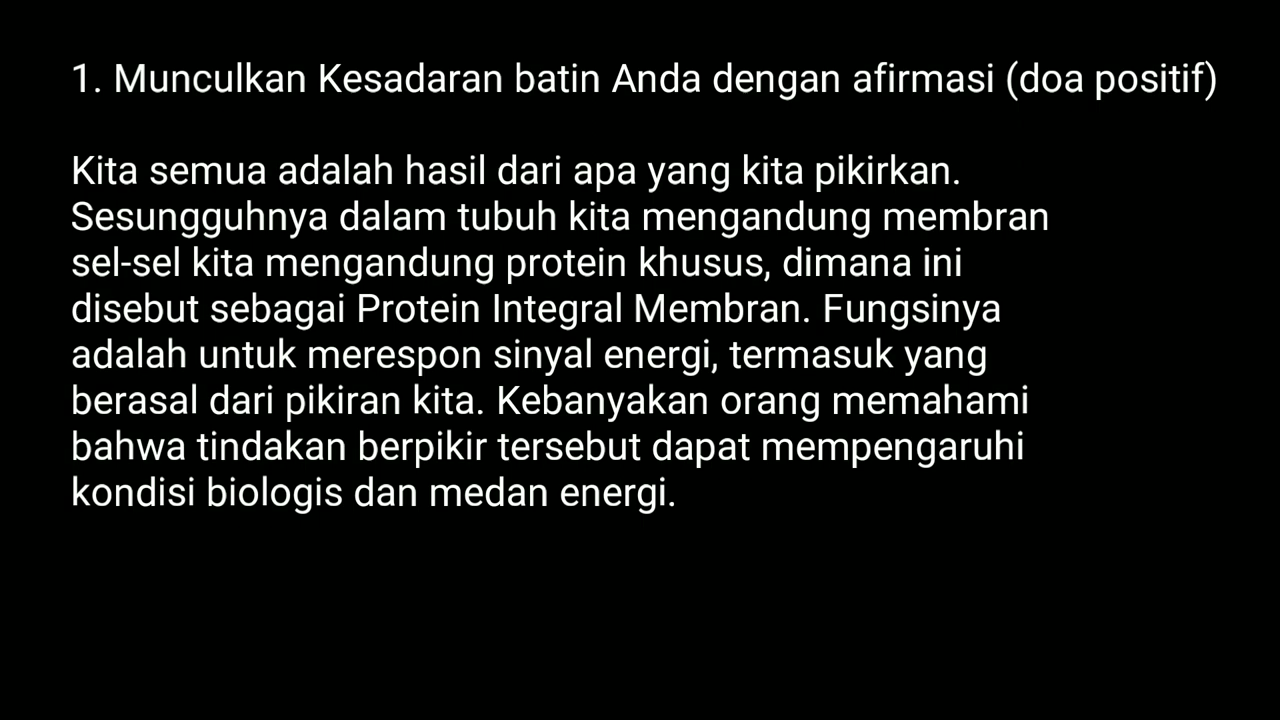 1. Munculkan Kesadaran batin Anda dengan afirmasi (doa positif)
Kita semua adalah hasil dari apa yang kita pikirkan.
Sesungguhnya dalam tubuh kita mengandung membran
sel-sel kita mengandung protein khusus, dimana ini
disebut sebagai Protein Integral Membran. Fungsinya
adalah untuk merespon sinyal energi, termasuk yang
berasal dari pikiran kita. Kebanyakan orang memahami
bahwa tindakan berpikir tersebut dapat mempengaruhi
kondisi biologis dan medan energi.